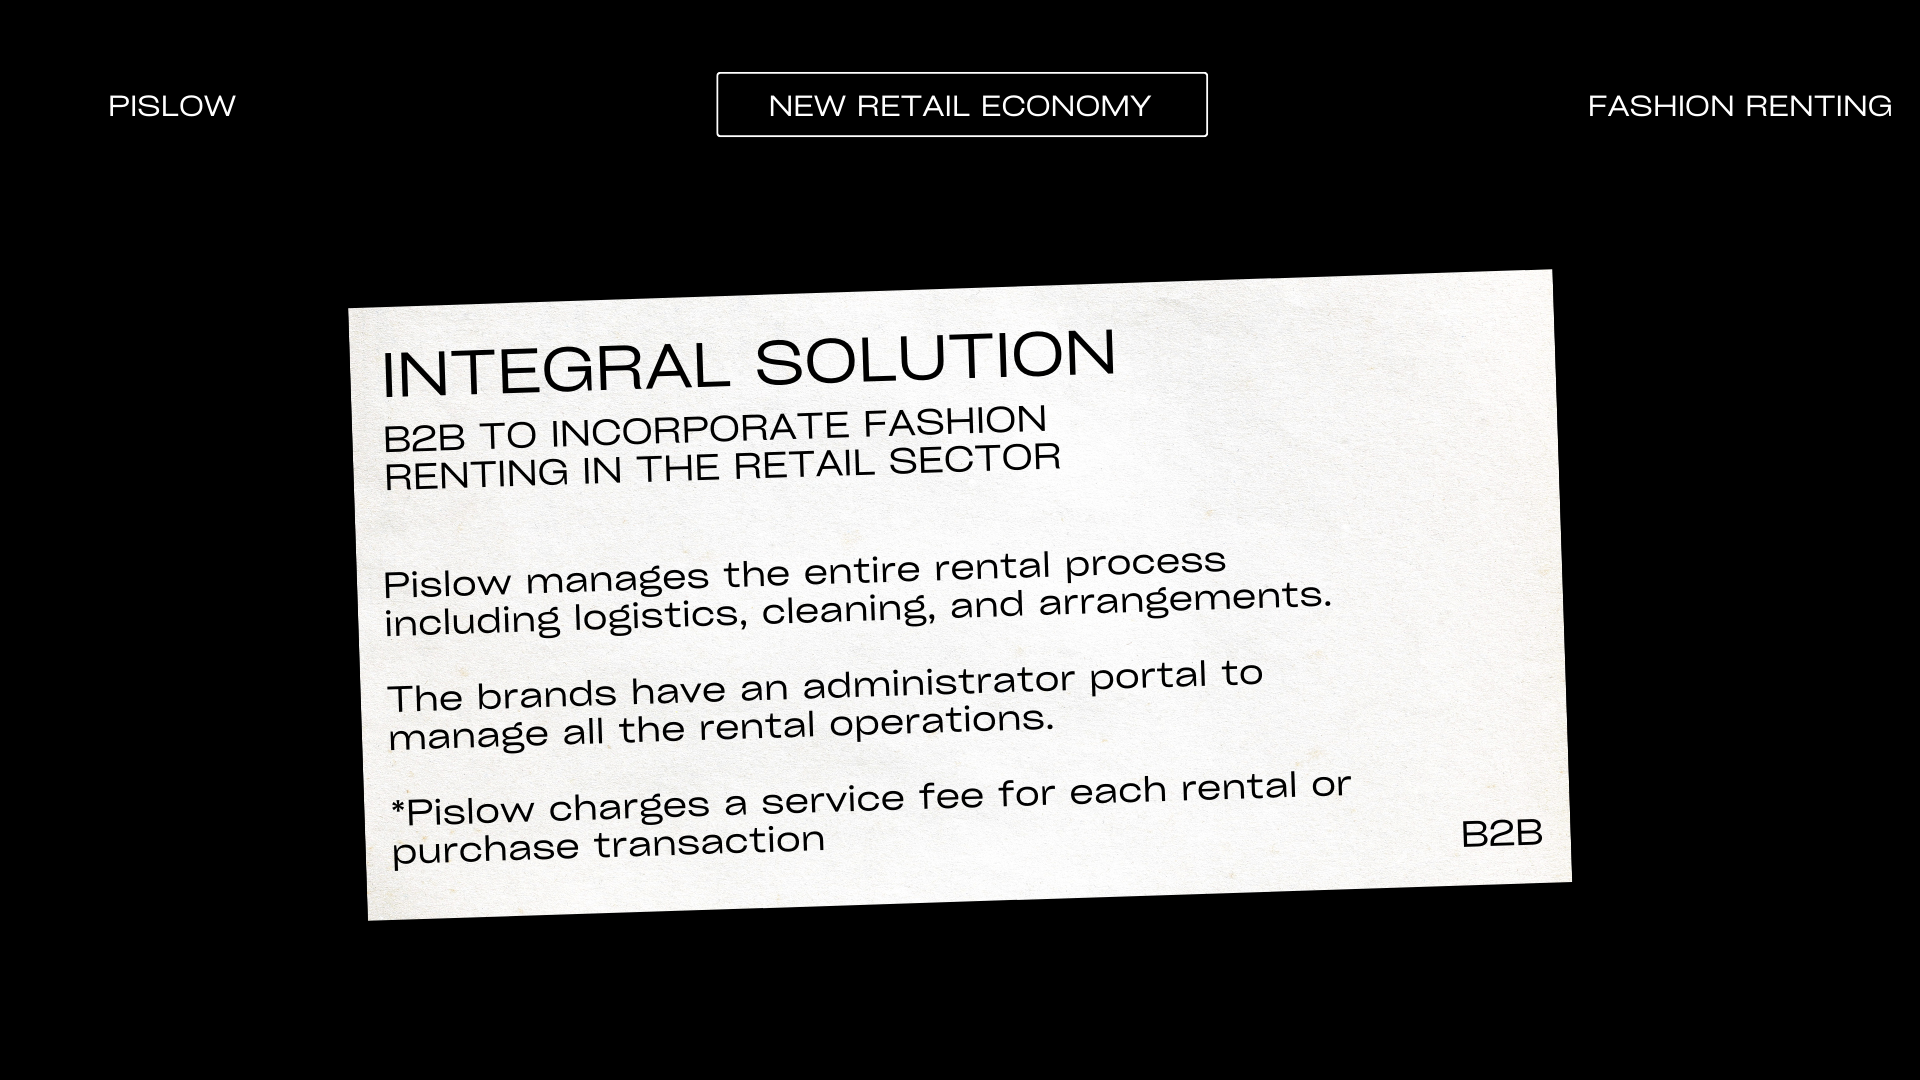 PISLOW
NEW RETAIL ECONOMY
FASHION RENTING
INTEGRAL SOLUTION
B2B TO INCORPORATE FASHION
RENTING IN THE RETAIL SECTOR
Pislow manages the entire rental process
including logistics, cleaning, and arrangements.
The brands have an administrator portal to
manage all the rental operations.
*Pislow charges a service fee for each rental or
purchase transaction
B2B